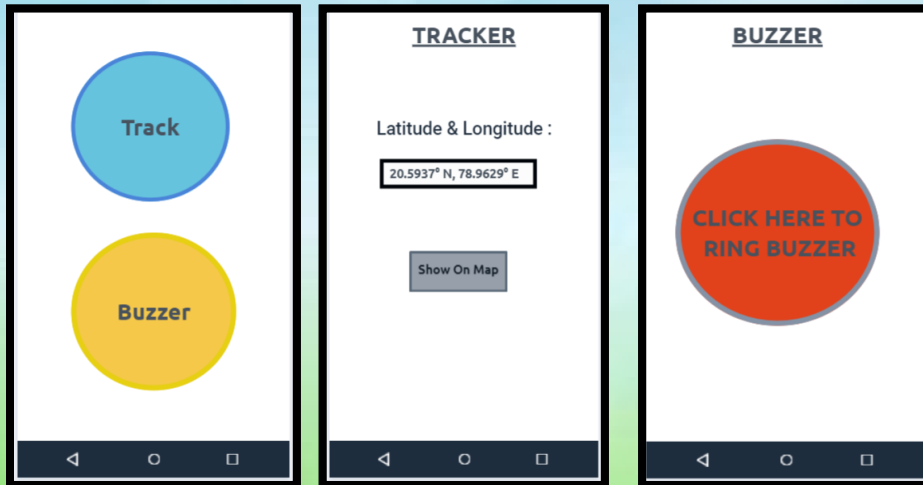 Track
Buzzer
TRACKER
Latitude & Longitude :
20.5937° N, 78.9629° E
Show On Map
BUZZER
CLICK HERE TO
RING BUZZER